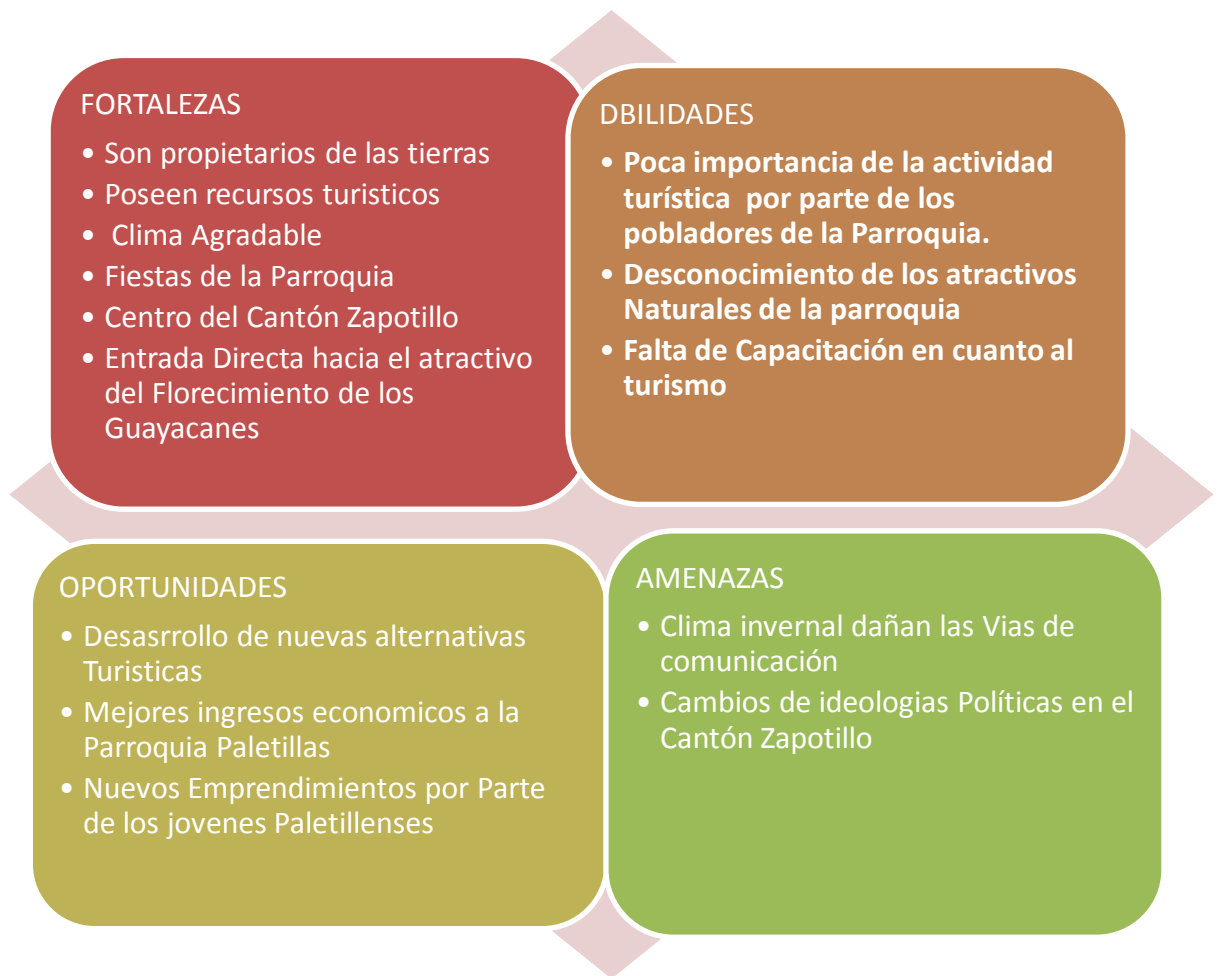 FORTALEZAS
• Son propietarios de las tierras
• Poseen recursos turisticos
• Clima Agradable
• Fiestas de la Parroquia
• Centro del Cantón Zapotillo
• Entrada Directa hacia el atractivo
del Florecimiento de los
Guayacanes
DBILIDADES
• Poca importancia de la actividad
turística por parte de los
pobladores de la Parroquia.
• Desconocimiento de los atractivos
Naturales de la parroquia
• Falta de Capacitación en cuanto al
turismo
OPORTUNIDADES
• Desasrrollo de nuevas alternativas
Turisticas
• Mejores ingresos economicos a la
Parroquia Paletillas
• Nuevos Emprendimientos por Parte
de los jovenes Paletillenses
AMENAZAS
• Clima invernal dañan las Vias de
comunicación
• Cambios de ideologias Políticas en el
Cantón Zapotillo